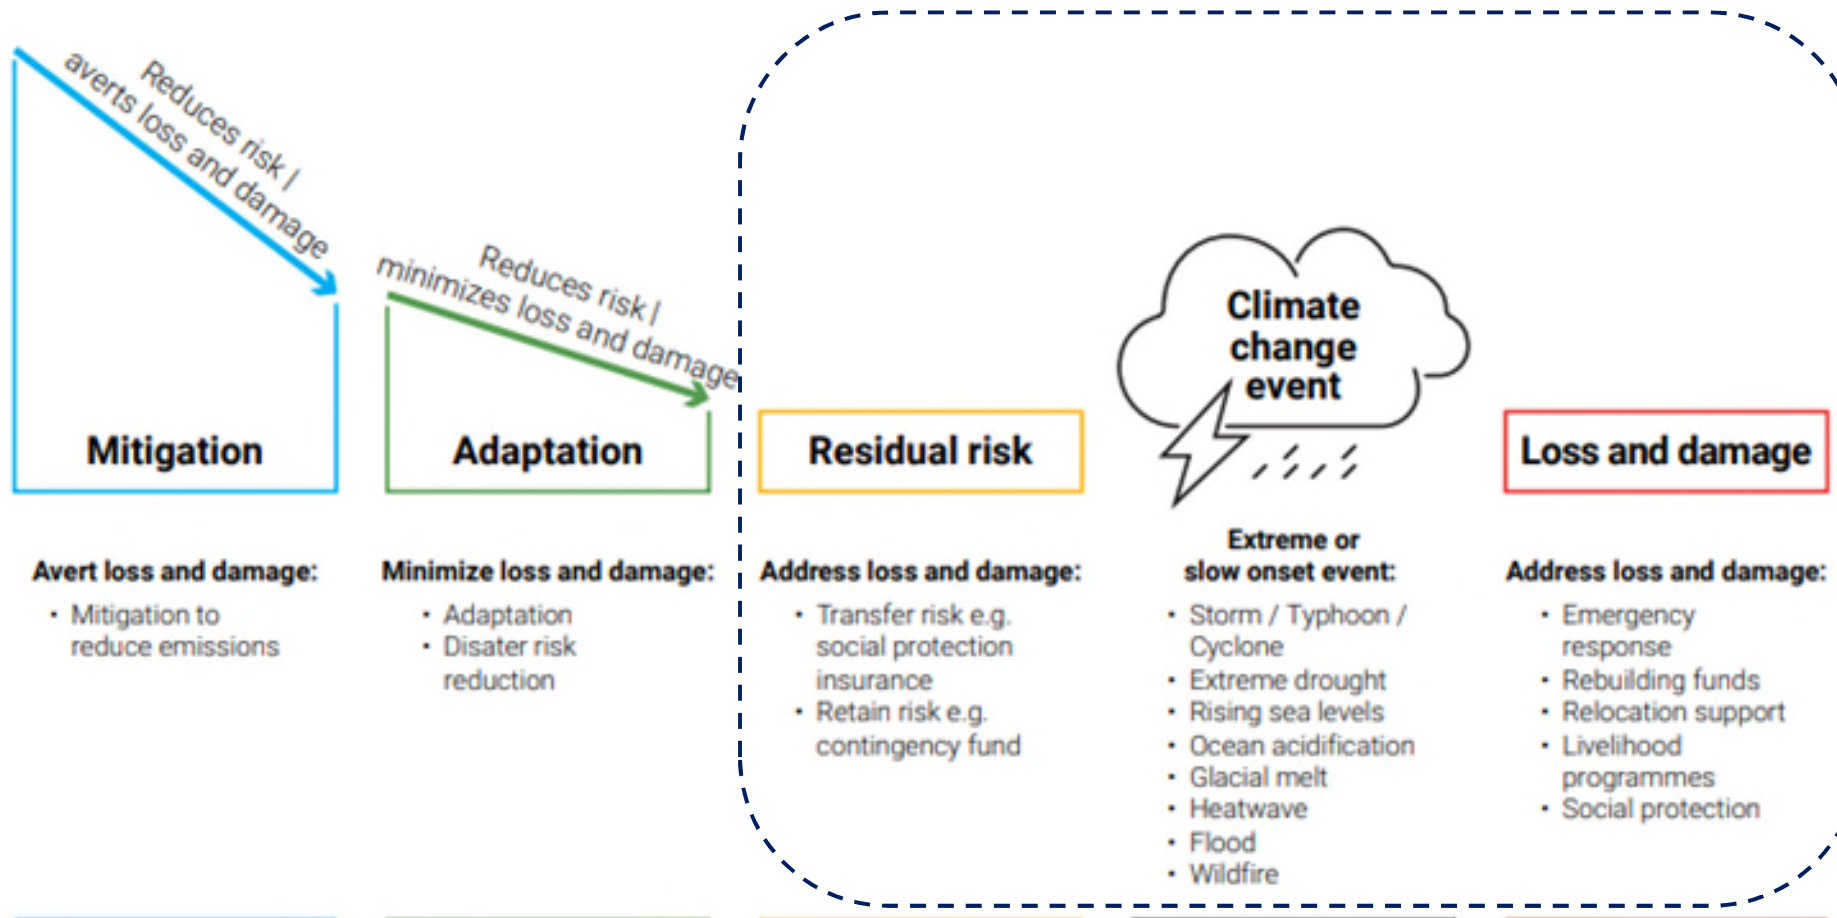 Reduces risk |
averts loss and damage
Mitigation
Avert loss and damage:
• Mitigation to
reduce emissions
Reduces risk |
minimizes loss and damage
Adaptation
Minimize loss and damage:
• Adaptation
• Disater risk
reduction
Residual risk
Address loss and damage:
• Transfer risk e.g.
social protection
insurance
• Retain risk e.g.
contingency fund
Climate
change
event
Extreme or
slow onset event:
• Storm / Typhoon /
Cyclone
• Extreme drought
• Rising sea levels
• Ocean acidification
• Glacial melt
• Heatwave
• Flood
• Wildfire
Loss and damage
Address loss and damage:
• Emergency
response
• Rebuilding funds
• Relocation support
• Livelihood
programmes
• Social protection